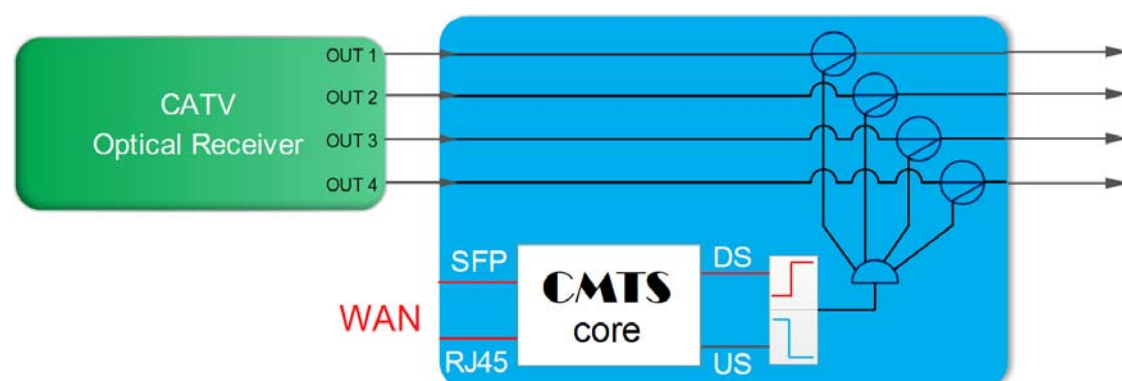 OUT 1
CATV
OUT 2
Optical Receiver
OUT 3
OUT 4
SFP
DS
WAN
CMTS
core
RJ45
US